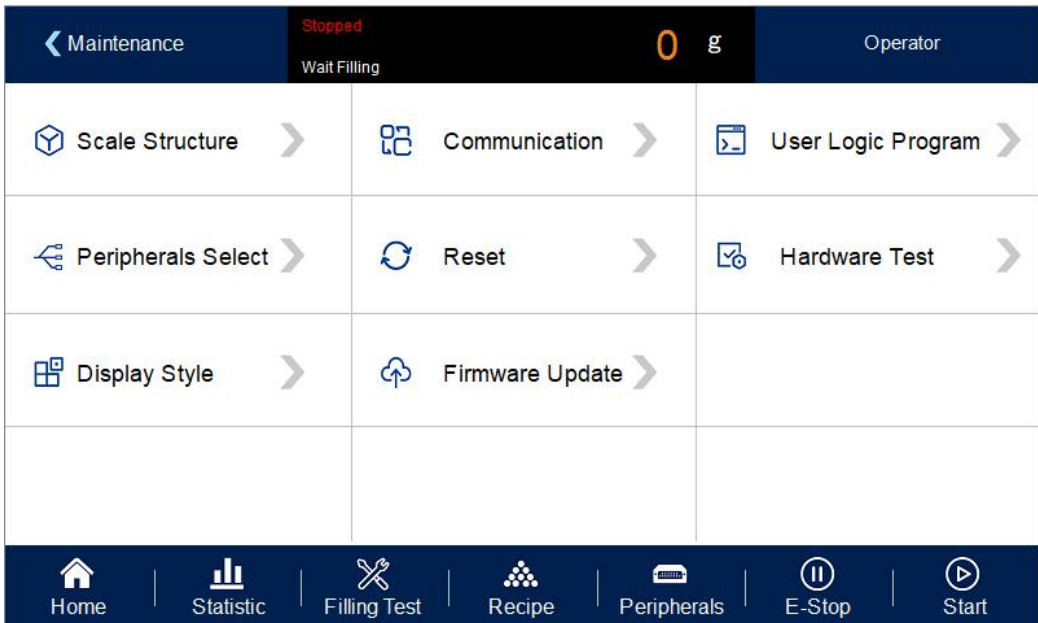 Maintenance
Stopped
Wait Filling
0 g
Operator
Scale Structure
Communication
User Logic Program
Peripherals Select
Reset
Hardware Test
Display Style
Firmware Update
Home
Statistic
Filling Test
Recipe
Peripherals
E-Stop
Start